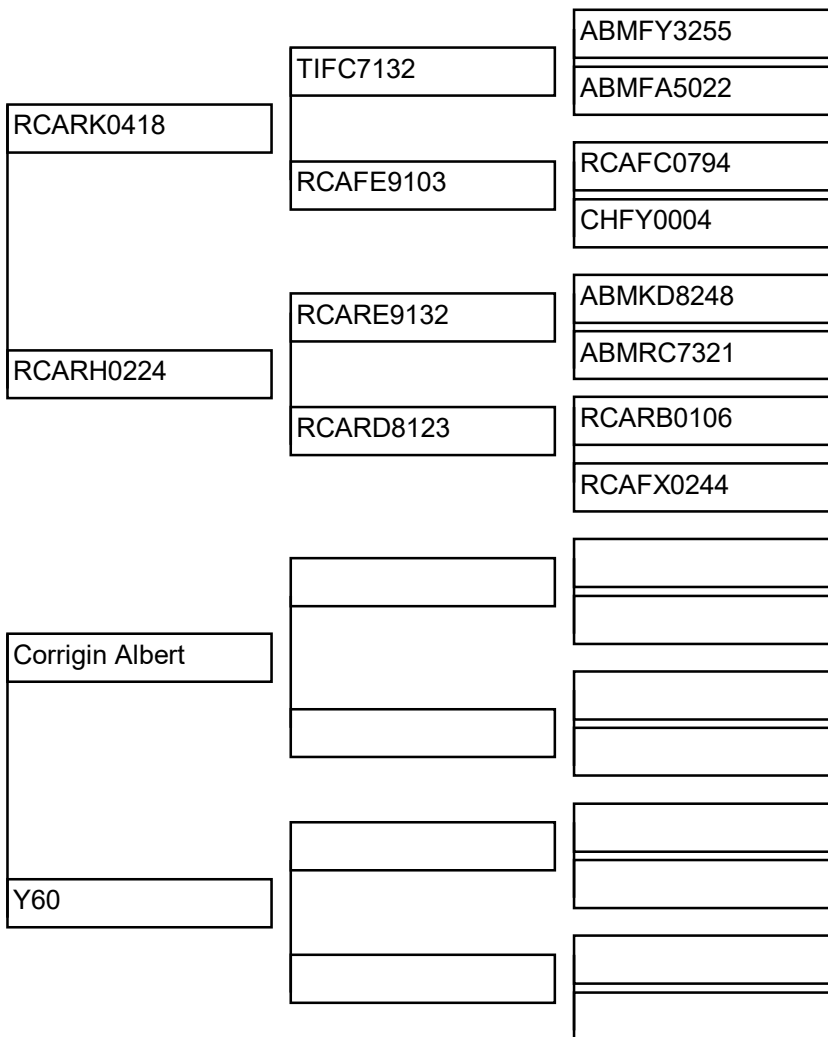 ABMFY3255
TIFC7132
ABMFA5022
RCARK0418
RCAFC0794
RCAFE9103
CHFY0004
ABMKD8248
RCARE9132
ABMRC7321
RCARH0224
RCARB0106
RCARD8123
RCAFX0244
Corrigin Albert
Y60